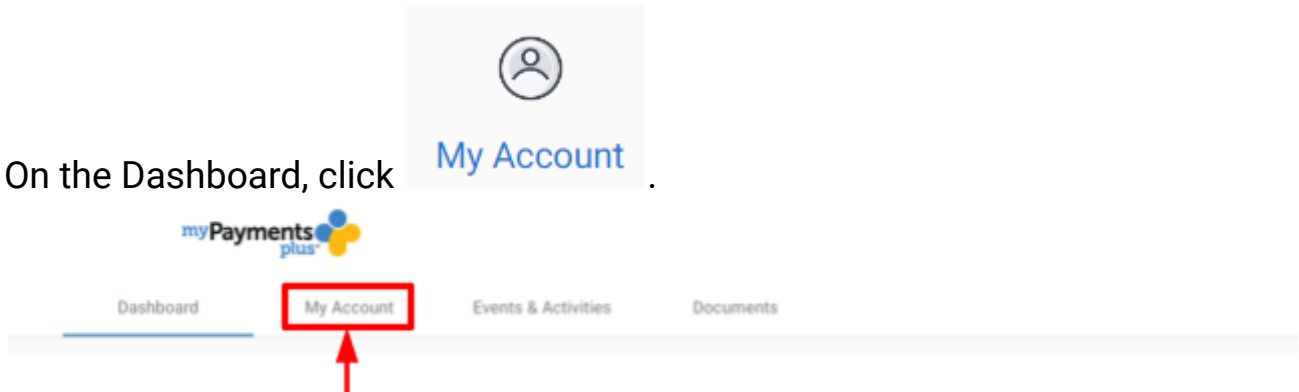 My Account
On the Dashboard, click .
myPayments
plus
Dashboard My Account Events & Activities Documents